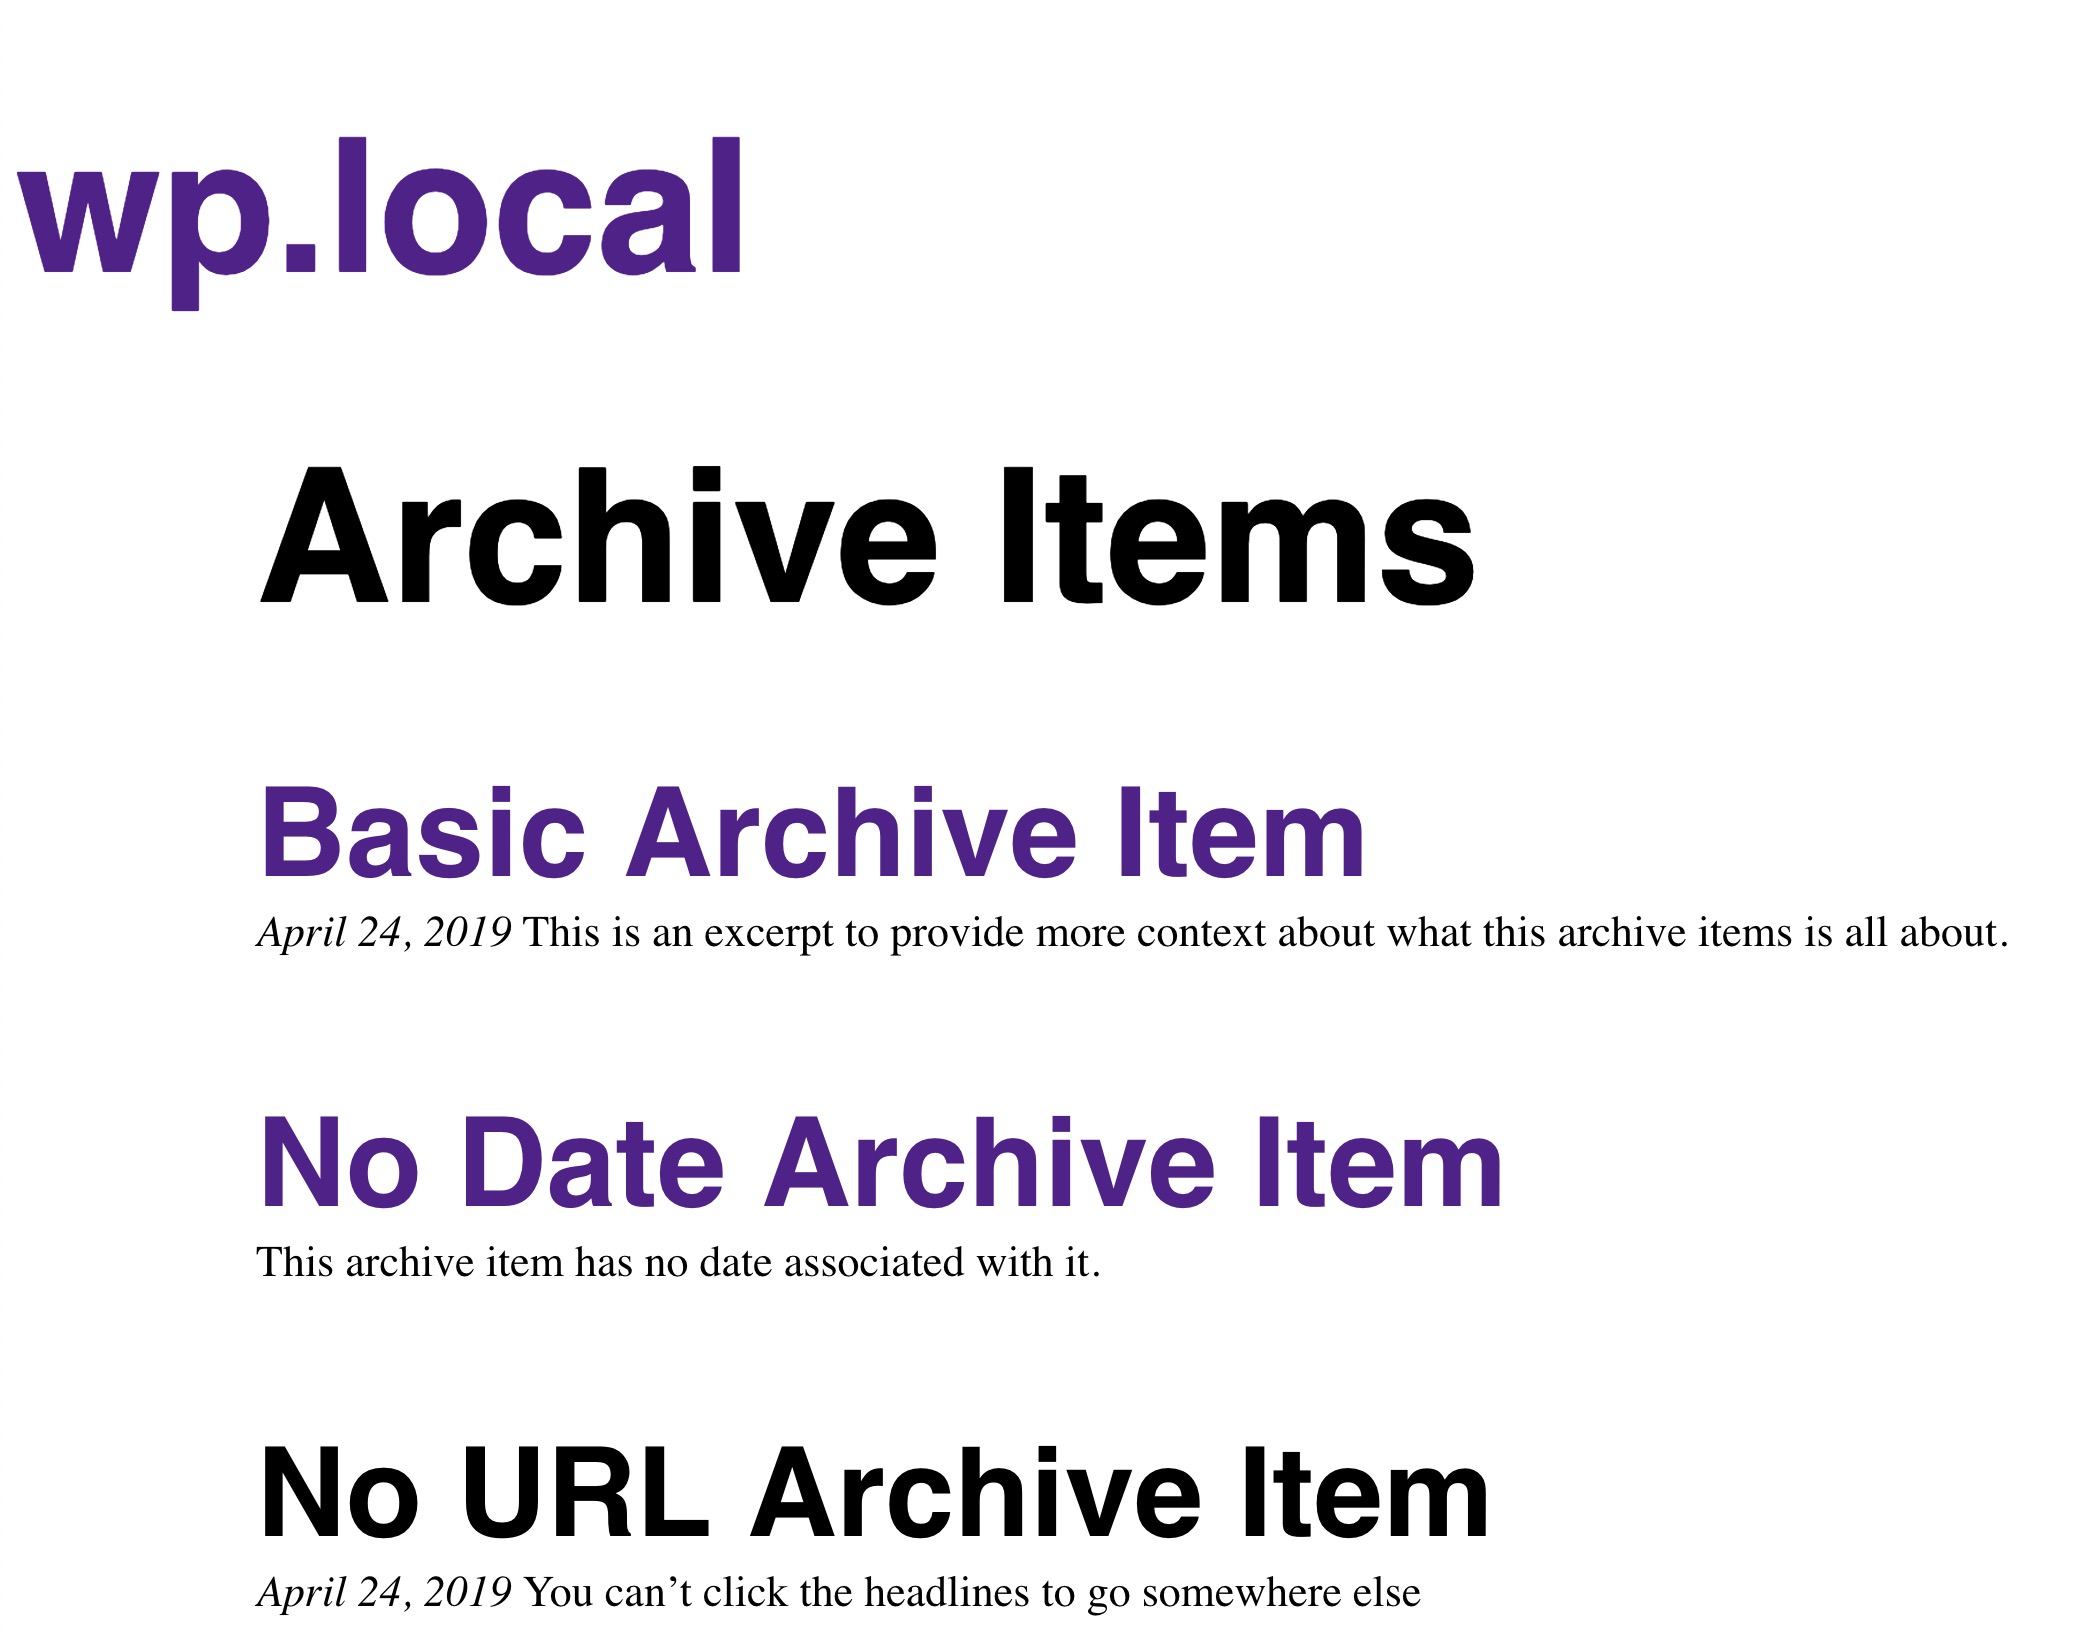 wp.local
Archive Items
Basic Archive Item
April 24, 2019 This is an excerpt to provide more context about what this archive items is all about.
No Date Archive Item
This archive item has no date associated with it.
No URL Archive Item
April 24, 2019 You can’t click the headlines to go somewhere else